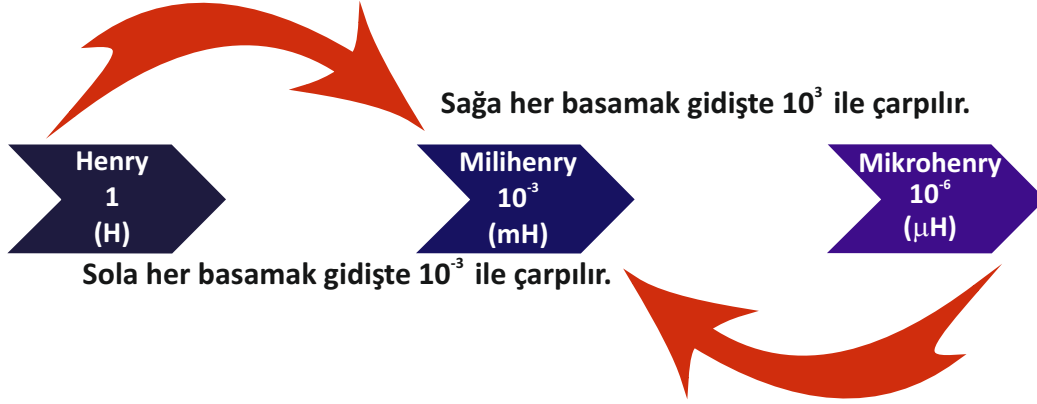 Sağa her basamak gidişte 10³ ile çarpılır.
Henry
1
(H)
Milihenry
10⁻³
(mH)
Mikrohenry
10⁻⁶
(μH)
Sola her basamak gidişte 10⁻³ ile çarpılır.